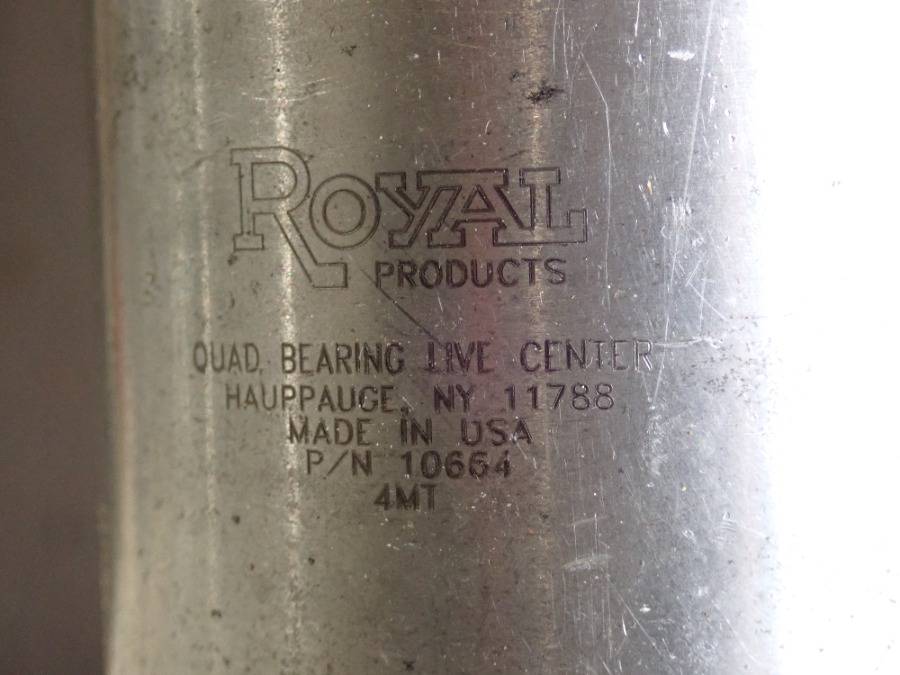 ROYAL
PRODUCTS
QUAD BEARING LIVE CENTER
HAUPPAUGE, NY 11788
MADE IN USA
P/N 10664
4MT